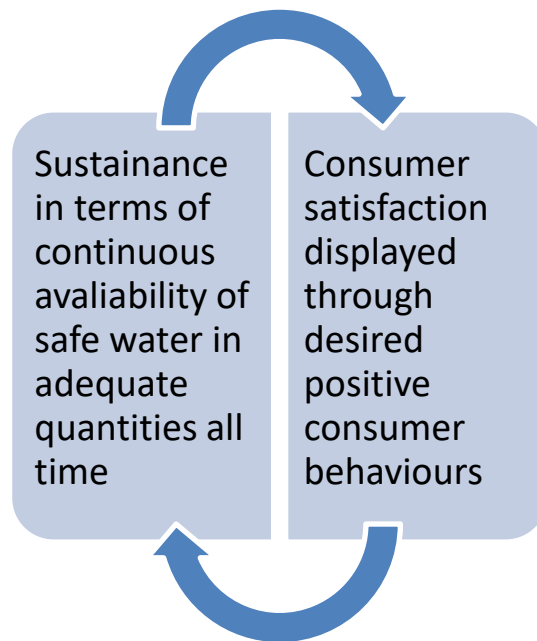 Sustainance
in terms of
continuous
avaliability of
safe water in
adequate
quantities all
time
Consumer
satisfaction
displayed
through
desired
positive
consumer
behaviours